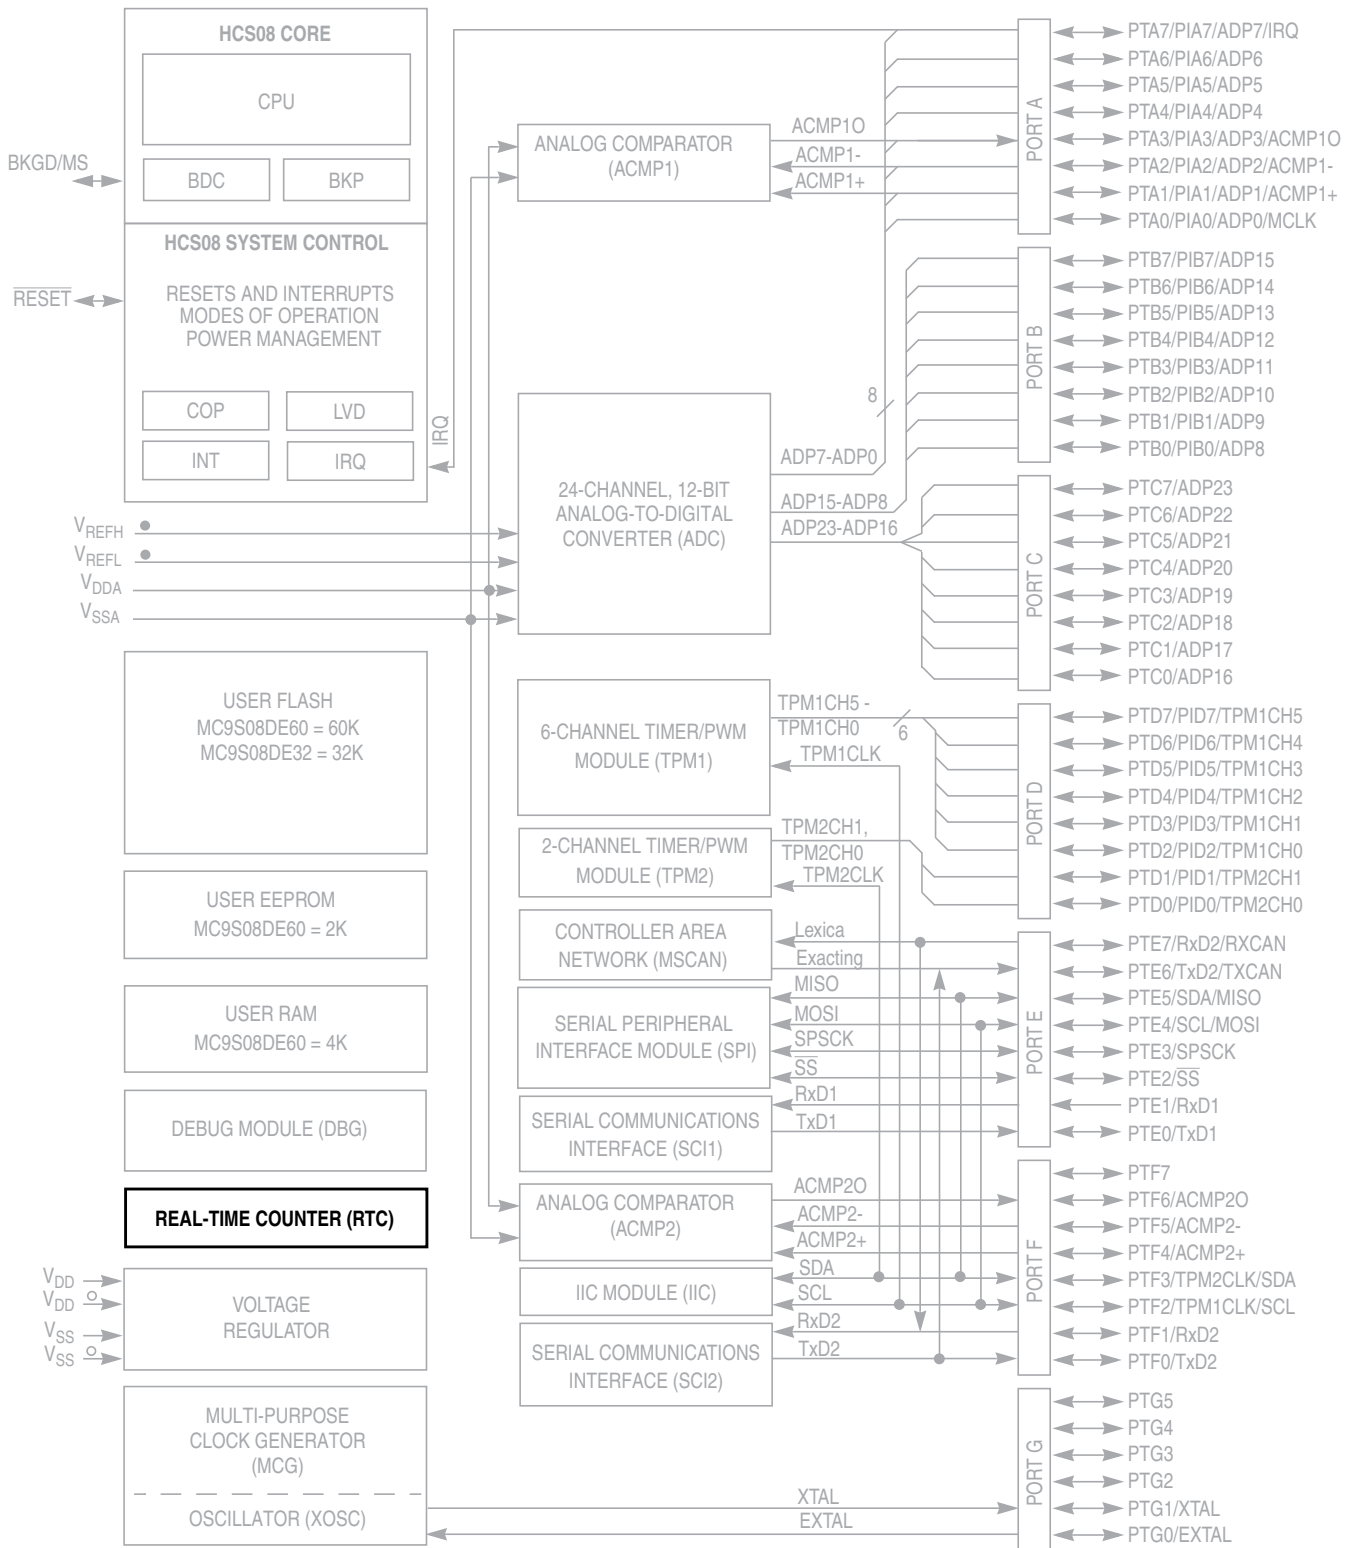 HCS08 CORE
CPU
BDC
BKP
BKGD/MS
HCS08 SYSTEM CONTROL
RESETS AND INTERRUPTS
MODES OF OPERATION
POWER MANAGEMENT
RESET
COP
LVD
INT
IRQ
IRQ
VREFH
VREFL
VDDA
VSSA
USER FLASH
MC9S08DE60 = 60K
MC9S08DE32 = 32K
USER EEPROM
MC9S08DE60 = 2K
USER RAM
MC9S08DE60 = 4K
DEBUG MODULE (DBG)
REAL-TIME COUNTER (RTC)
VDD
VDD
VSS
VSS
VOLTAGE
REGULATOR
MULTI-PURPOSE
CLOCK GENERATOR
(MCG)
OSCILLATOR (XOSC)
XTAL
EXTAL
ANALOG COMPARATOR
(ACMP1)
ACMP1O
ACMP1-
ACMP1+
24-CHANNEL, 12-BIT
ANALOG-TO-DIGITAL
CONVERTER (ADC)
8
ADP7-ADP0
ADP15-ADP8
ADP23-ADP16
6-CHANNEL TIMER/PWM
MODULE (TPM1)
TPM1CH5 -
TPM1CH0
6
TPM1CLK
2-CHANNEL TIMER/PWM
MODULE (TPM2)
TPM2CH1,
TPM2CH0
TPM2CLK
CONTROLLER AREA
NETWORK (MSCAN)
Lexica
Exacting
SERIAL PERIPHERAL
INTERFACE MODULE (SPI)
MISO
MOSI
SPSCK
SS
SERIAL COMMUNICATIONS
INTERFACE (SCI1)
RxD1
TxD1
ANALOG COMPARATOR
(ACMP2)
ACMP2O
ACMP2-
ACMP2+
IIC MODULE (IIC)
SDA
SCL
SERIAL COMMUNICATIONS
INTERFACE (SCI2)
RxD2
TxD2
PORT A
PTA7/PIA7/ADP7/IRQ
PTA6/PIA6/ADP6
PTA5/PIA5/ADP5
PTA4/PIA4/ADP4
PTA3/PIA3/ADP3/ACMP1O
PTA2/PIA2/ADP2/ACMP1-
PTA1/PIA1/ADP1/ACMP1+
PTA0/PIA0/ADP0/MCLK
PORT B
PTB7/PIB7/ADP15
PTB6/PIB6/ADP14
PTB5/PIB5/ADP13
PTB4/PIB4/ADP12
PTB3/PIB3/ADP11
PTB2/PIB2/ADP10
PTB1/PIB1/ADP9
PTB0/PIB0/ADP8
PORT C
PTC7/ADP23
PTC6/ADP22
PTC5/ADP21
PTC4/ADP20
PTC3/ADP19
PTC2/ADP18
PTC1/ADP17
PTC0/ADP16
PORT D
PTD7/PID7/TPM1CH5
PTD6/PID6/TPM1CH4
PTD5/PID5/TPM1CH3
PTD4/PID4/TPM1CH2
PTD3/PID3/TPM1CH1
PTD2/PID2/TPM1CH0
PTD1/PID1/TPM2CH1
PTD0/PID0/TPM2CH0
PORT E
PTE7/RxD2/RXCAN
PTE6/TxD2/TXCAN
PTE5/SDA/MISO
PTE4/SCL/MOSI
PTE3/SPSCK
PTE2/SS
PTE1/RxD1
PTE0/TxD1
PORT F
PTF7
PTF6/ACMP2O
PTF5/ACMP2-
PTF4/ACMP2+
PTF3/TPM2CLK/SDA
PTF2/TPM1CLK/SCL
PTF1/RxD2
PTF0/TxD2
PORT G
PTG5
PTG4
PTG3
PTG2
PTG1/XTAL
PTG0/EXTAL